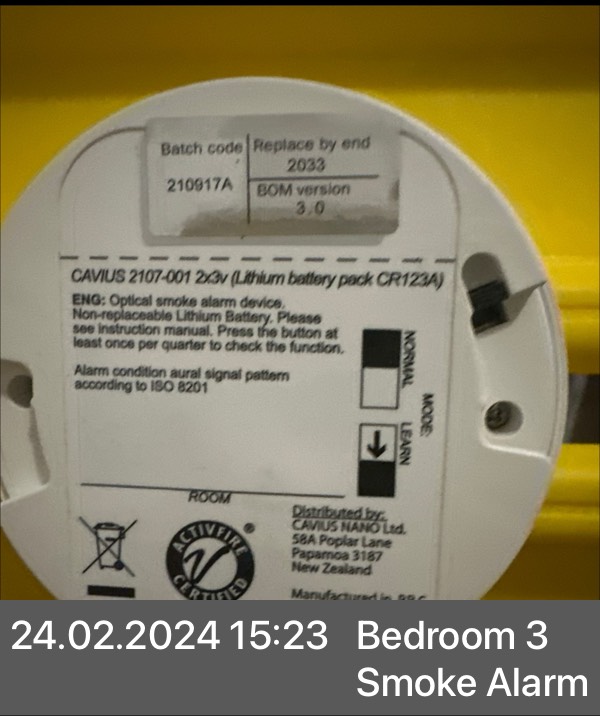 Batch code
210917A
Replace by end
2033
BOM version
3.0
CAVIUS 2107-001 2x3v (Lithium battery pack CR123A)
ENG: Optical smoke alarm device.
Non-replaceable Lithium Battery. Please
see instruction manual. Press the button at
least once per quarter to check the function.
Alarm condition aural signal pattern
according to ISO 8201
NORMAL
MODE:
LEARN
ROOM
ACTIVFIRE ®
CERTIFIED
Distributed by:
CAVIUS NANO Ltd.
58A Poplar Lane
Papamoa 3187
New Zealand
Manufactured in
24.02.2024 15:23
Bedroom 3
Smoke Alarm